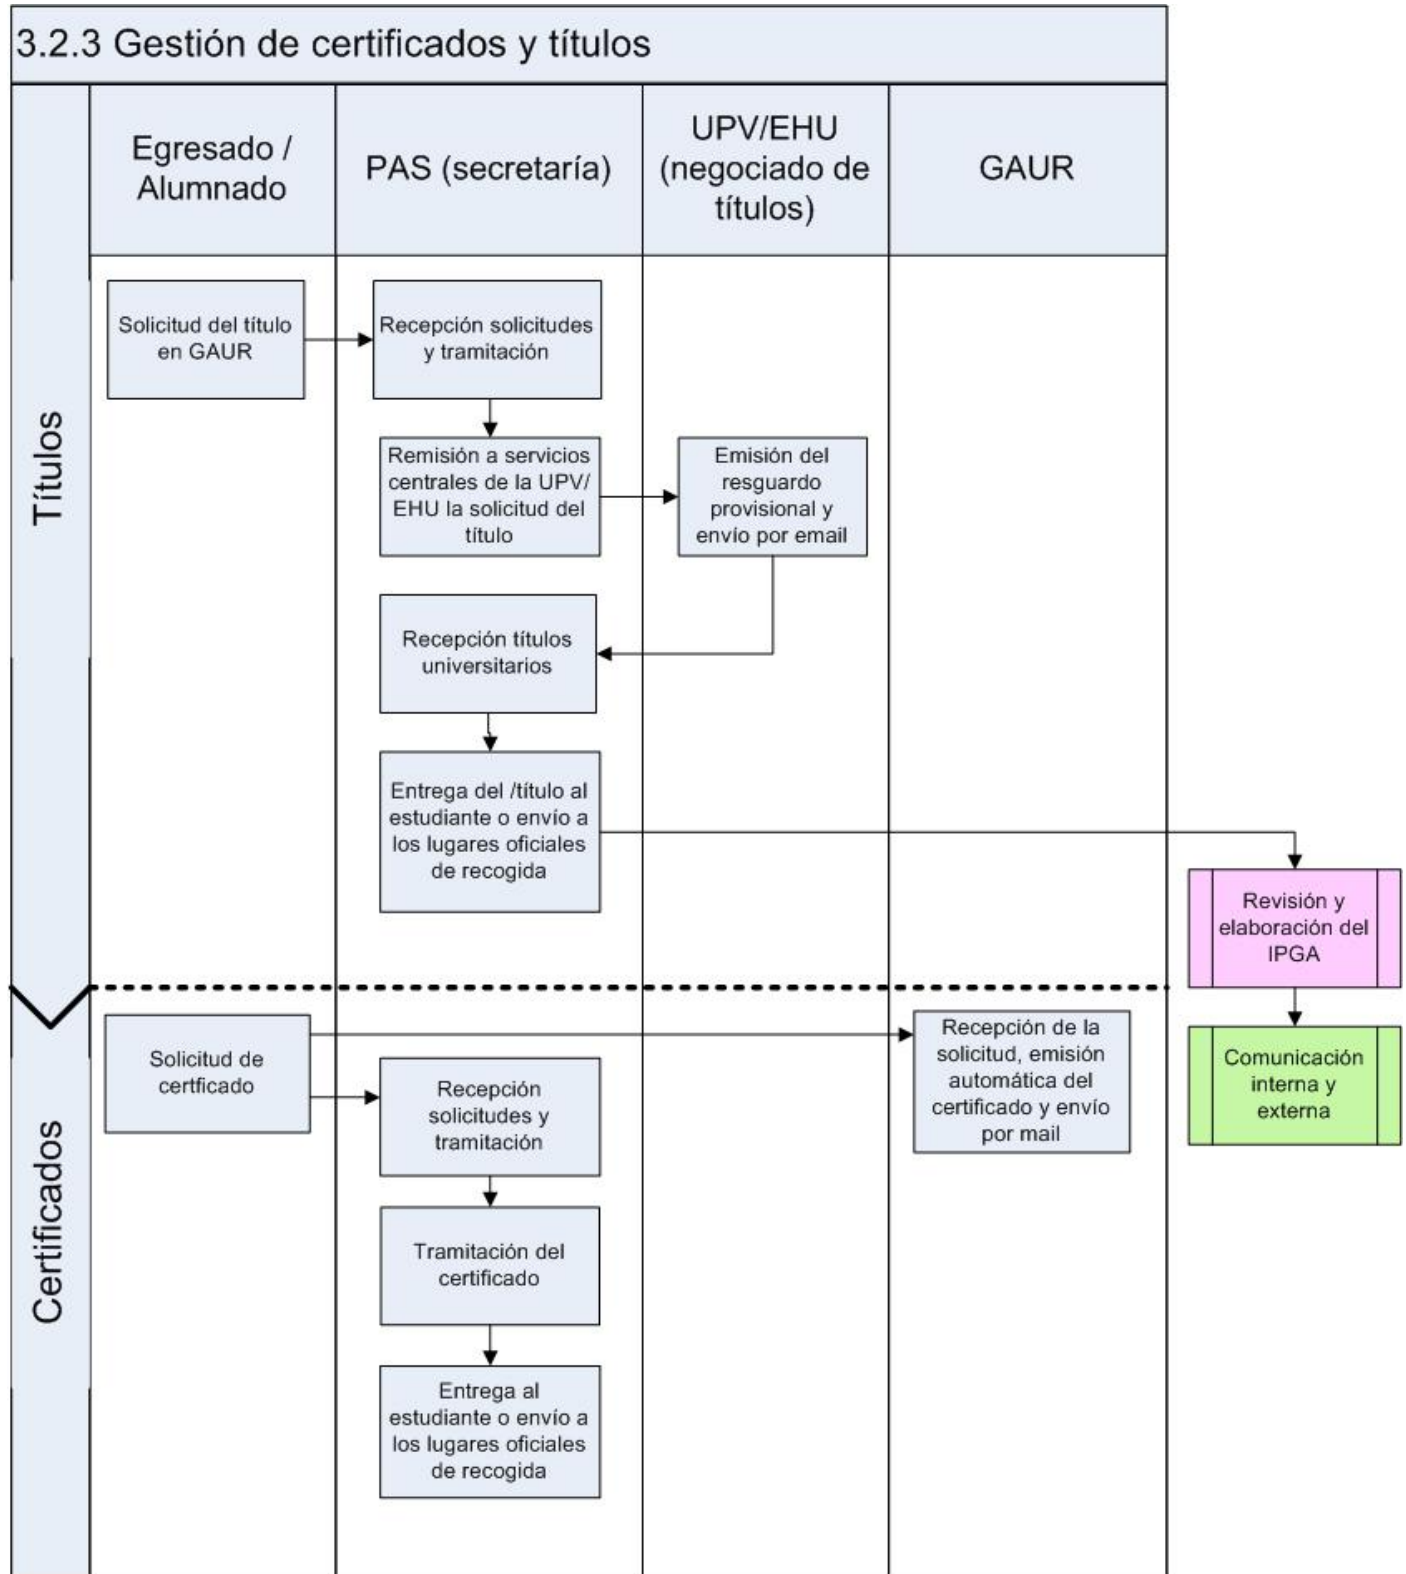 3.2.3 Gestión de certificados y títulos
Egresado /
Alumnado
PAS (secretaría)
UPV/EHU
(negociado de
títulos)
GAUR
Títulos
Solicitud del título
en GAUR
Recepción solicitudes
y tramitación
Remisión a servicios
centrales de la UPV/
EHU la solicitud del
título
Emisión del
resguardo
provisional y
envío por email
Recepción títulos
universitarios
Entrega del /título al
estudiante o envío a
los lugares oficiales
de recogida
Revisión y
elaboración del
IPGA
Comunicación
interna y
externa
Certificados
Solicitud de
certficado
Recepción de la
solicitud, emisión
automática del
certificado y envío
por mail
Recepción
solicitudes y
tramitación
Tramitación del
certificado
Entrega al
estudiante o envío a
los lugares oficiales
de recogida